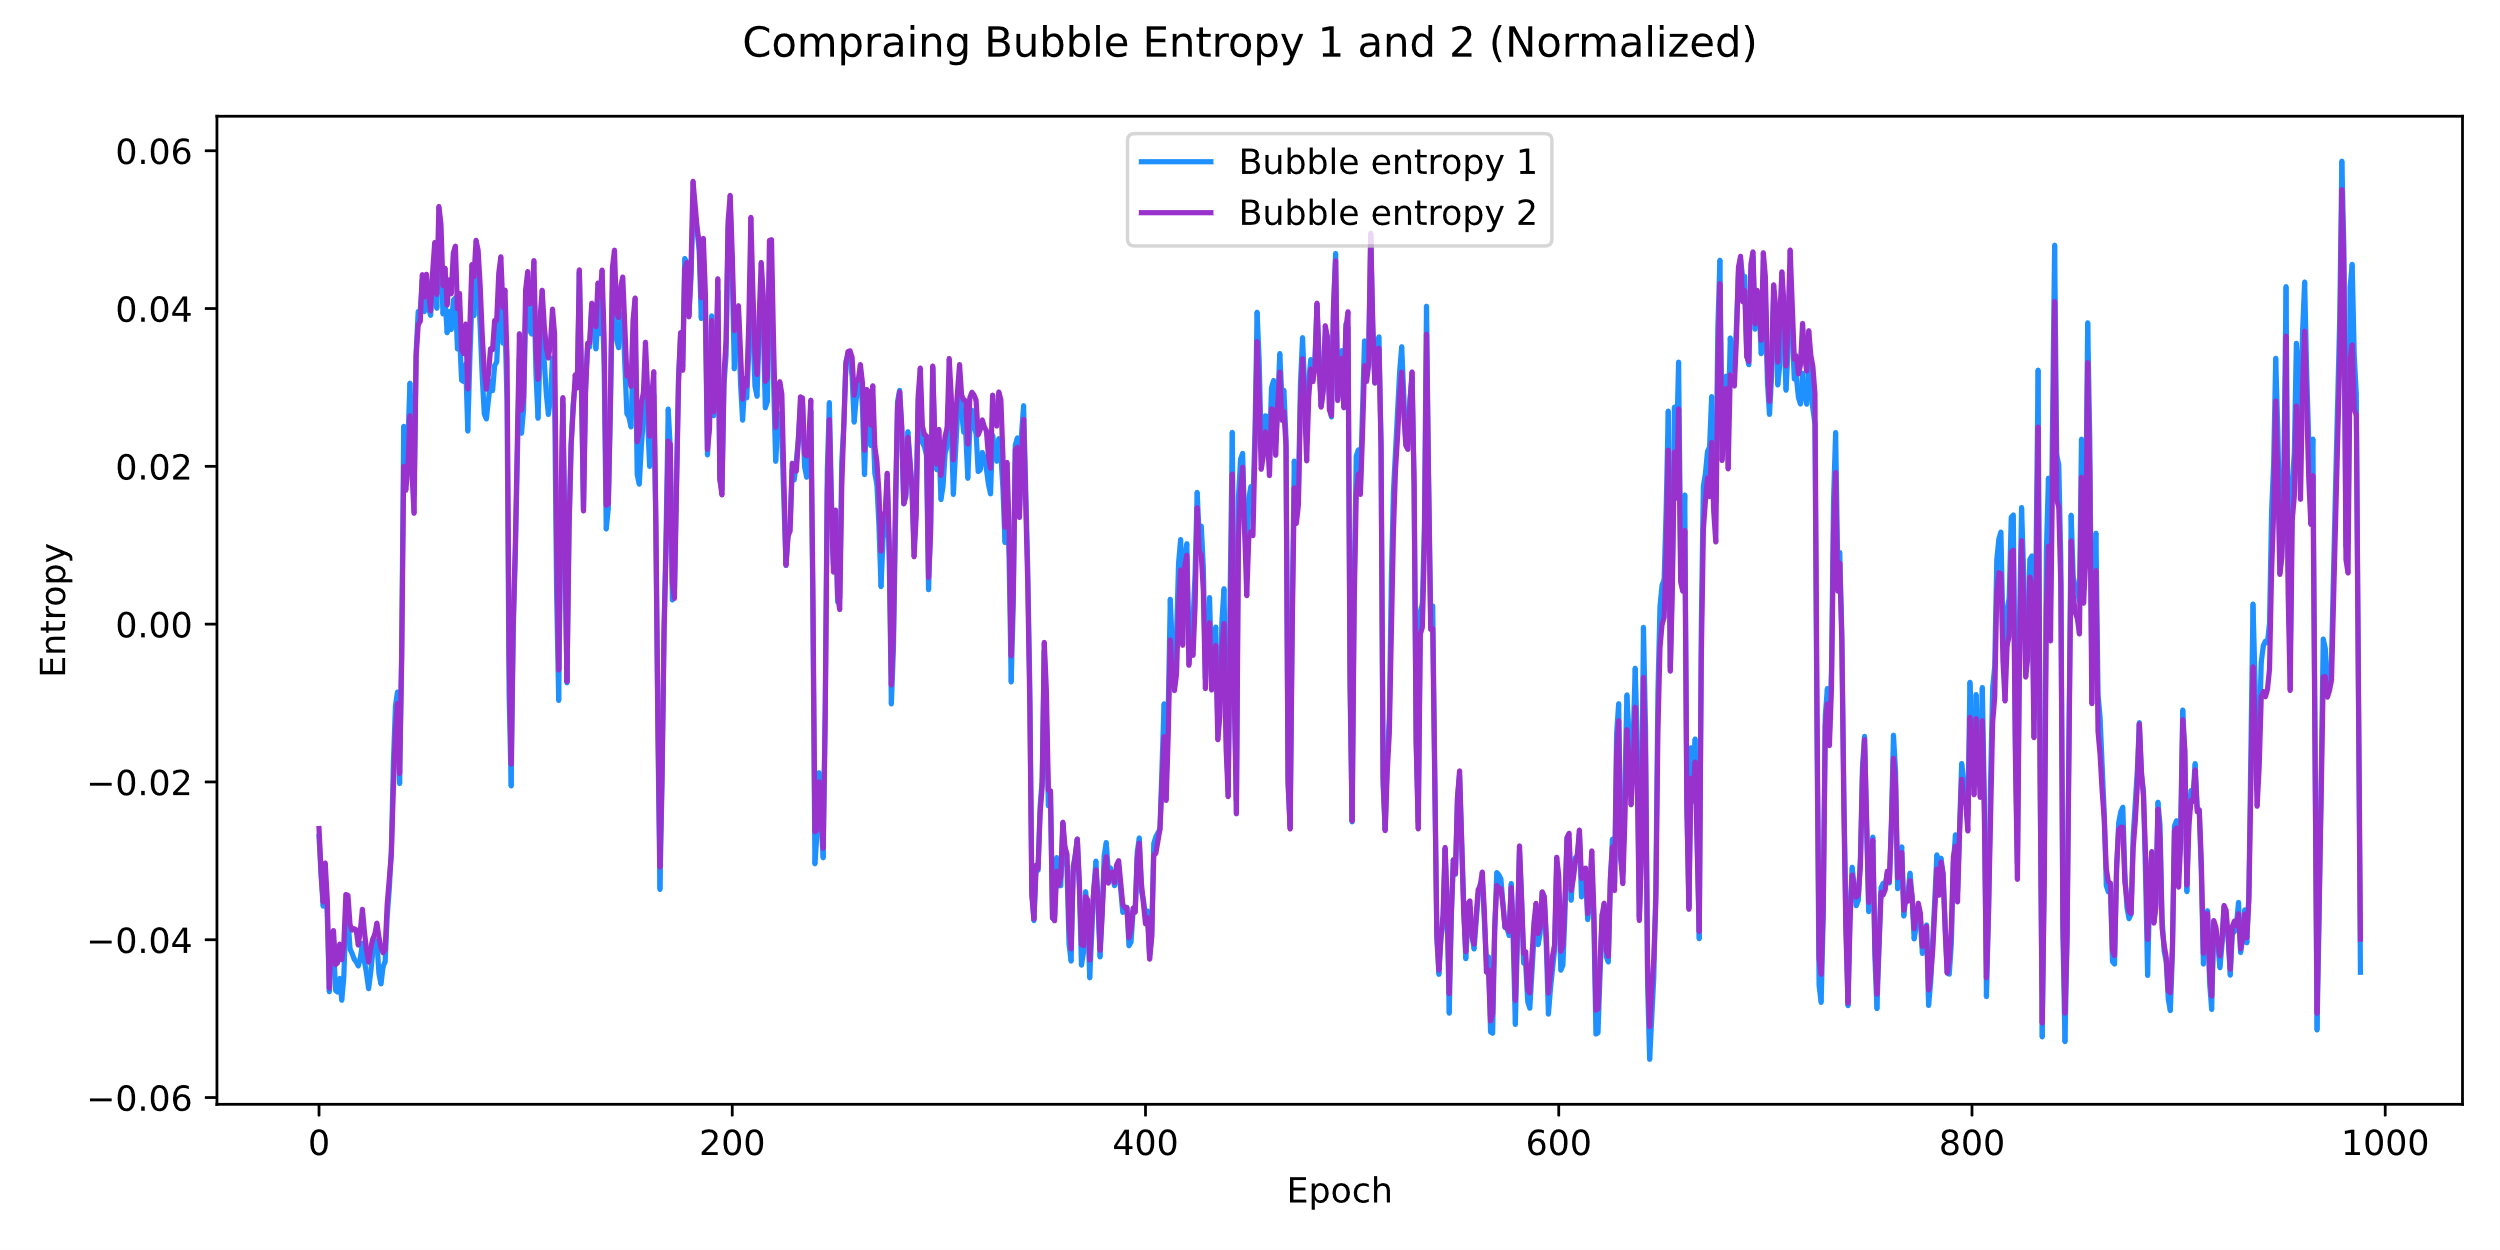 Compraing Bubble Entropy 1 and 2 (Normalized)
Bubble entropy 1
Bubble entropy 2
Entropy
0.06
0.04
0.02
0.00
−0.02
−0.04
−0.06
0 200 400 600 800 1000
Epoch